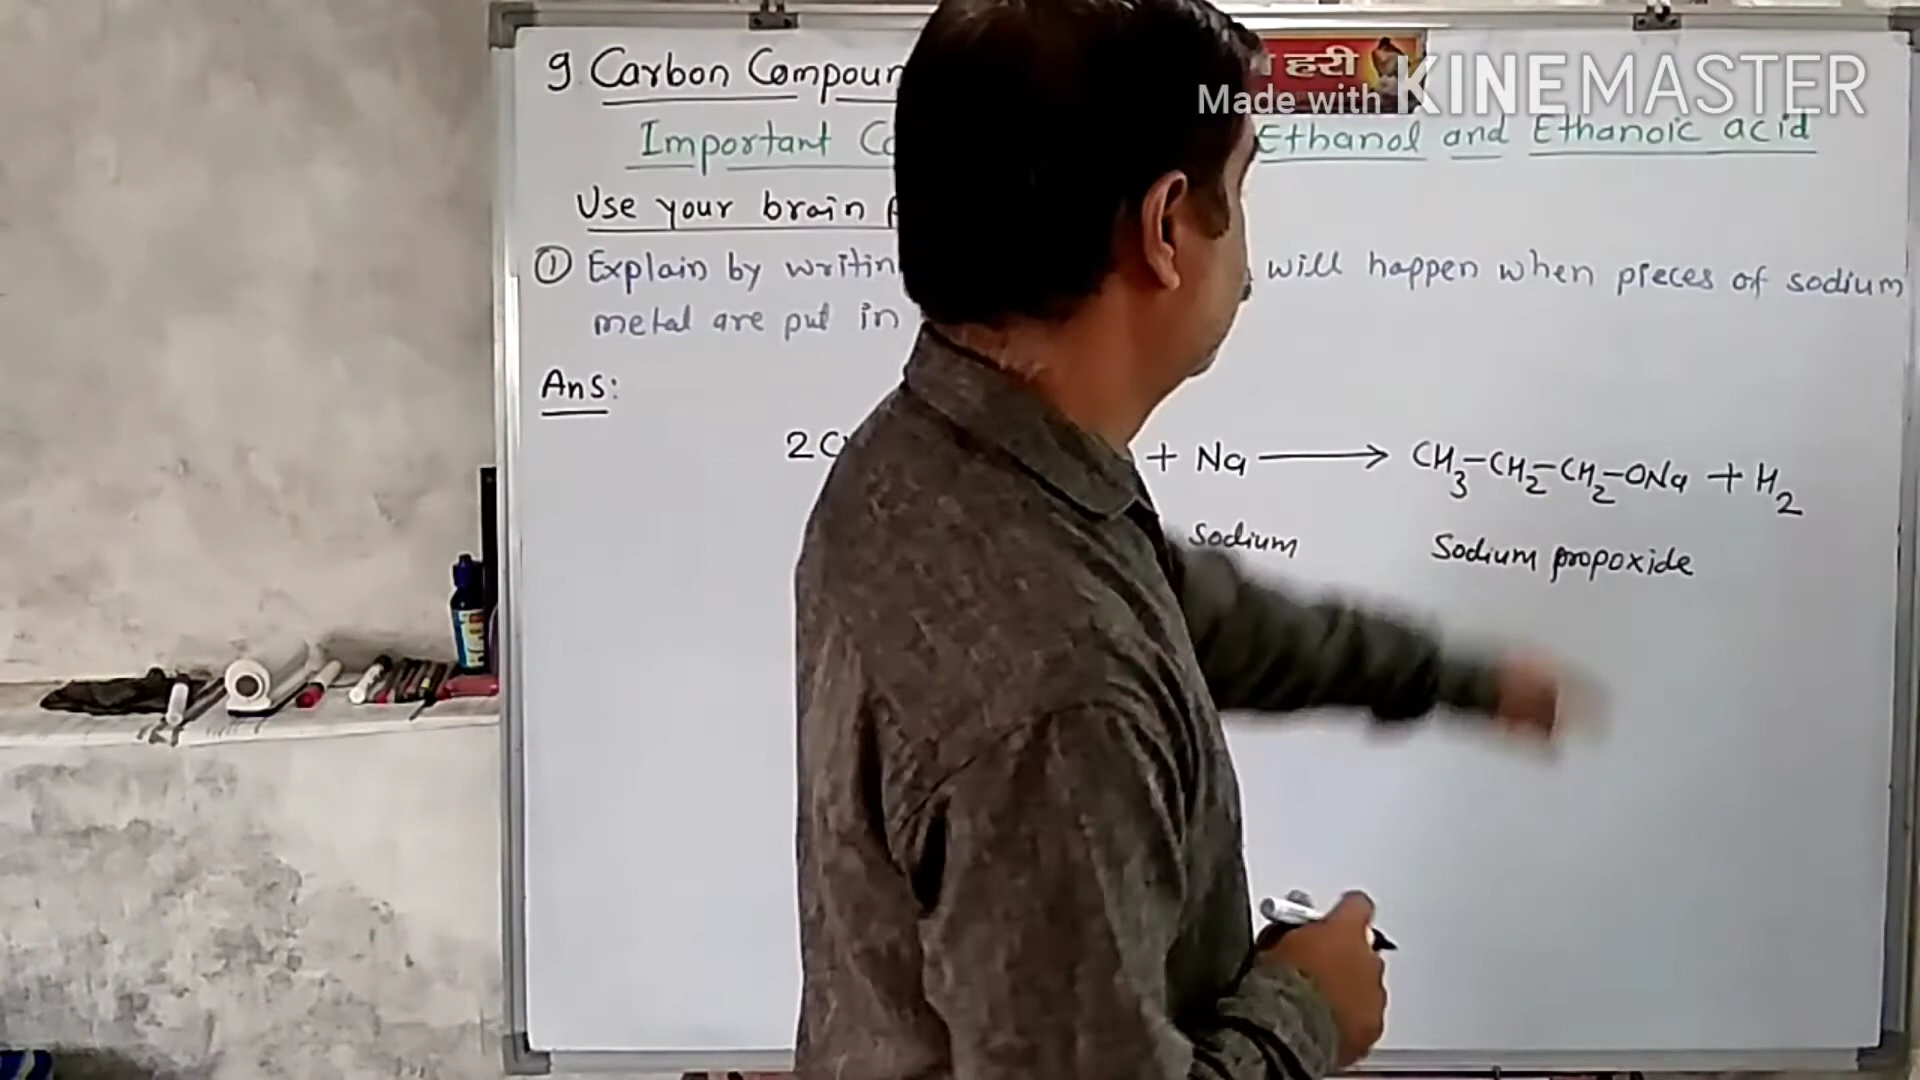 9. Carbon Compoun
हरी
Made with KINEMASTER
Important Co Ethanol and Ethanoic acid
Use your brain p
① Explain by writin will happen when pieces of sodium
metal are put in
Ans:
2C + Na ⟶ CH₃-CH₂-CH₂-ONa + H₂
Sodium Sodium propoxide